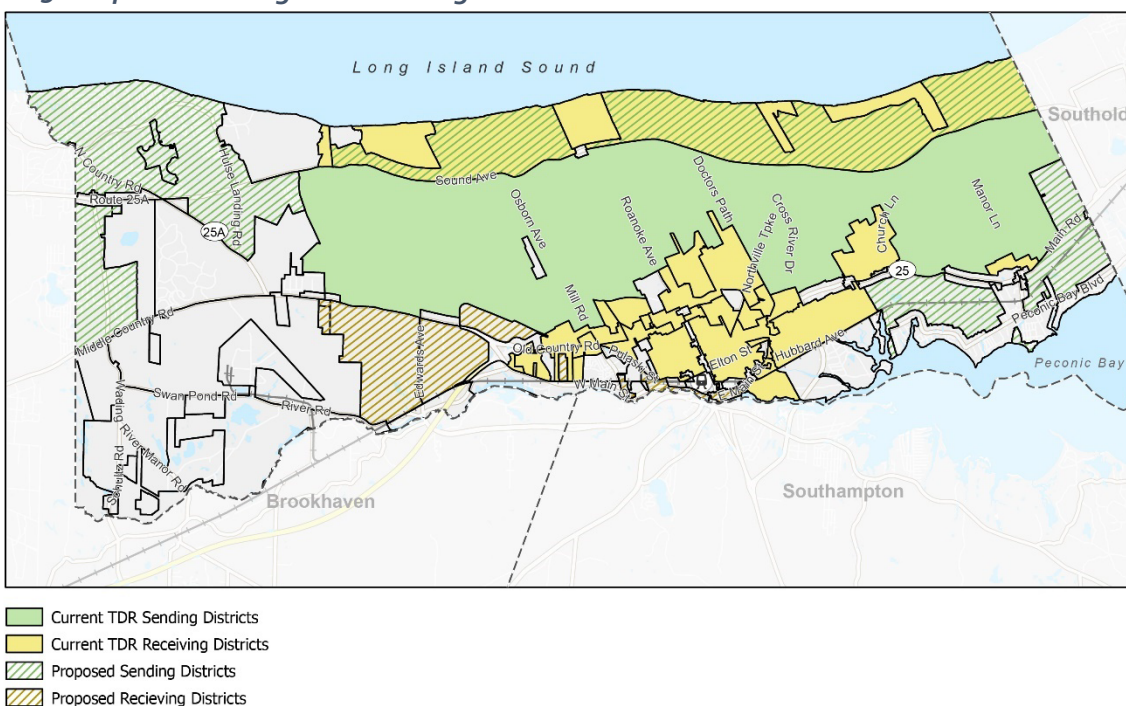 Long Island Sound
Southold
N Country Rd
Route 25A
Hulse Landing Rd
25A
Sound Ave
Osborn Ave
Roanoke Ave
Doctors Path
Northville Tpke
Cross River Dr
Church Ln
Manor Ln
25
Main Rd
Peconic Bay Blvd
Peconic Bay
Mill Rd
Middle Country Rd
Edwards Ave
Old Country Rd
Pulaski St
Elton St
Hubbard Ave
W Main St
E Main St
Swan Pond Rd
River Rd
Wading
River Manor Rd
Schultz Rd
Brookhaven
Southampton
Current TDR Sending Districts
Current TDR Receiving Districts
Proposed Sending Districts
Proposed Recieving Districts